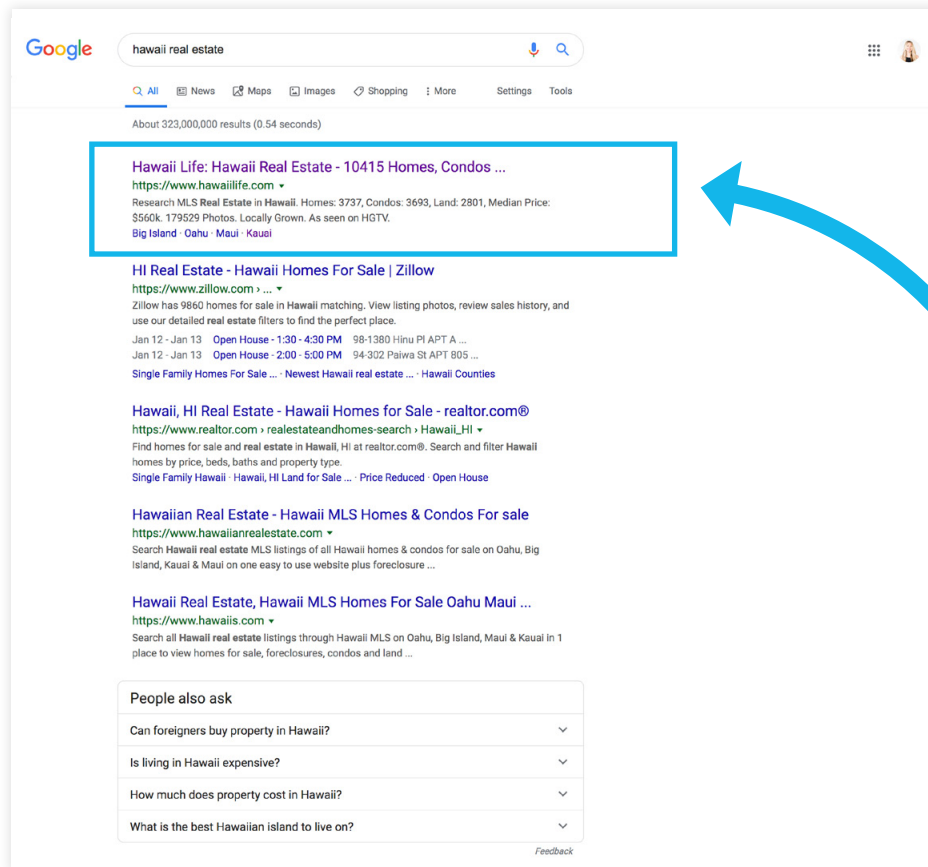 Google
hawaii real estate
All News Maps Images Shopping More Settings Tools
About 323,000,000 results (0.54 seconds)
Hawaii Life: Hawaii Real Estate - 10415 Homes, Condos ...
https://www.hawaiilife.com
Research MLS Real Estate in Hawaii. Homes: 3737, Condos: 3693, Land: 2801, Median Price:
$560k. 179529 Photos. Locally Grown. As seen on HGTV.
Big Island · Oahu · Maui · Kauai
HI Real Estate - Hawaii Homes For Sale | Zillow
https://www.zillow.com › ...
Zillow has 9860 homes for sale in Hawaii matching. View listing photos, review sales history, and
use our detailed real estate filters to find the perfect place.
Jan 12 - Jan 13 Open House - 1:30 - 4:30 PM 98-1380 Hinu Pl APT A ...
Jan 12 - Jan 13 Open House - 2:00 - 5:00 PM 94-302 Paiwa St APT 805 ...
Single Family Homes For Sale ... · Newest Hawaii real estate ... · Hawaii Counties
Hawaii, HI Real Estate - Hawaii Homes for Sale - realtor.com®
https://www.realtor.com › realestateandhomes-search › Hawaii_HI
Find homes for sale and real estate in Hawaii, HI at realtor.com®. Search and filter Hawaii
homes by price, beds, baths and property type.
Single Family Hawaii · Hawaii, HI Land for Sale ... · Price Reduced · Open House
Hawaiian Real Estate - Hawaii MLS Homes & Condos For sale
https://www.hawaiianrealestate.com
Search Hawaii real estate MLS listings of all Hawaii homes & condos for sale on Oahu, Big
Island, Kauai & Maui on one easy to use website plus foreclosure ...
Hawaii Real Estate, Hawaii MLS Homes For Sale Oahu Maui ...
https://www.hawaiis.com
Search all Hawaii real estate listings through Hawaii MLS on Oahu, Big Island, Maui & Kauai in 1
place to view homes for sale, foreclosures, condos and land ...
People also ask
Can foreigners buy property in Hawaii?
Is living in Hawaii expensive?
How much does property cost in Hawaii?
What is the best Hawaiian island to live on?
Feedback